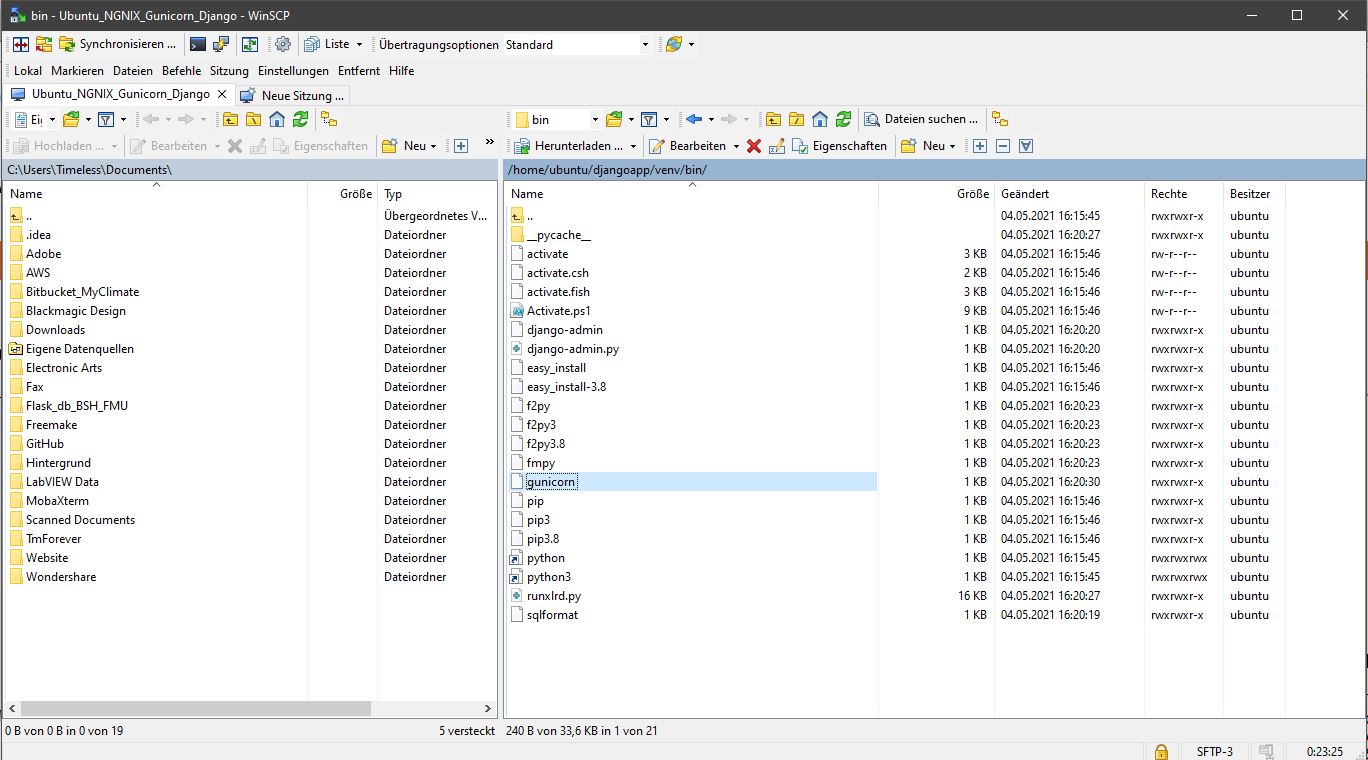 bin - Ubuntu_NGNIX_Gunicorn_Django - WinSCP
Synchronisieren ... Liste Übertragungsoptionen Standard
Lokal Markieren Dateien Befehle Sitzung Einstellungen Entfernt Hilfe
Ubuntu_NGNIX_Gunicorn_Django Neue Sitzung ...
Ei bin Dateien suchen ...
Hochladen ... Bearbeiten Eigenschaften Neu » Herunterladen ... Bearbeiten Eigenschaften Neu
C:\Users\Timeless\Documents\ /home/ubuntu/djangoapp/venv/bin/
Name Größe Typ Name Größe Geändert Rechte Besitzer
.. Übergeordnetes V... .. 04.05.2021 16:15:45 rwxrwxr-x ubuntu
.idea Dateiordner __pycache__ 04.05.2021 16:20:27 rwxrwxr-x ubuntu
Adobe Dateiordner activate 3 KB 04.05.2021 16:15:46 rw-r--r-- ubuntu
AWS Dateiordner activate.csh 2 KB 04.05.2021 16:15:46 rw-r--r-- ubuntu
Bitbucket_MyClimate Dateiordner activate.fish 3 KB 04.05.2021 16:15:46 rw-r--r-- ubuntu
Blackmagic Design Dateiordner Activate.ps1 9 KB 04.05.2021 16:15:46 rw-r--r-- ubuntu
Downloads Dateiordner django-admin 1 KB 04.05.2021 16:20:20 rwxrwxr-x ubuntu
Eigene Datenquellen Dateiordner django-admin.py 1 KB 04.05.2021 16:20:20 rwxrwxr-x ubuntu
Electronic Arts Dateiordner easy_install 1 KB 04.05.2021 16:15:46 rwxrwxr-x ubuntu
Fax Dateiordner easy_install-3.8 1 KB 04.05.2021 16:15:46 rwxrwxr-x ubuntu
Flask_db_BSH_FMU Dateiordner f2py 1 KB 04.05.2021 16:20:23 rwxrwxr-x ubuntu
Freemake Dateiordner f2py3 1 KB 04.05.2021 16:20:23 rwxrwxr-x ubuntu
GitHub Dateiordner f2py3.8 1 KB 04.05.2021 16:20:23 rwxrwxr-x ubuntu
Hintergrund Dateiordner fmpy 1 KB 04.05.2021 16:20:23 rwxrwxr-x ubuntu
LabVIEW Data Dateiordner gunicorn 1 KB 04.05.2021 16:20:30 rwxrwxr-x ubuntu
MobaXterm Dateiordner pip 1 KB 04.05.2021 16:15:46 rwxrwxr-x ubuntu
Scanned Documents Dateiordner pip3 1 KB 04.05.2021 16:15:46 rwxrwxr-x ubuntu
TmForever Dateiordner pip3.8 1 KB 04.05.2021 16:15:46 rwxrwxr-x ubuntu
Website Dateiordner python 1 KB 04.05.2021 16:15:45 rwxrwxrwx ubuntu
Wondershare Dateiordner python3 1 KB 04.05.2021 16:15:45 rwxrwxrwx ubuntu
runxlrd.py 16 KB 04.05.2021 16:20:27 rwxrwxr-x ubuntu
sqlformat 1 KB 04.05.2021 16:20:19 rwxrwxr-x ubuntu
0 B von 0 B in 0 von 19 5 versteckt 240 B von 33,6 KB in 1 von 21
SFTP-3 0:23:25